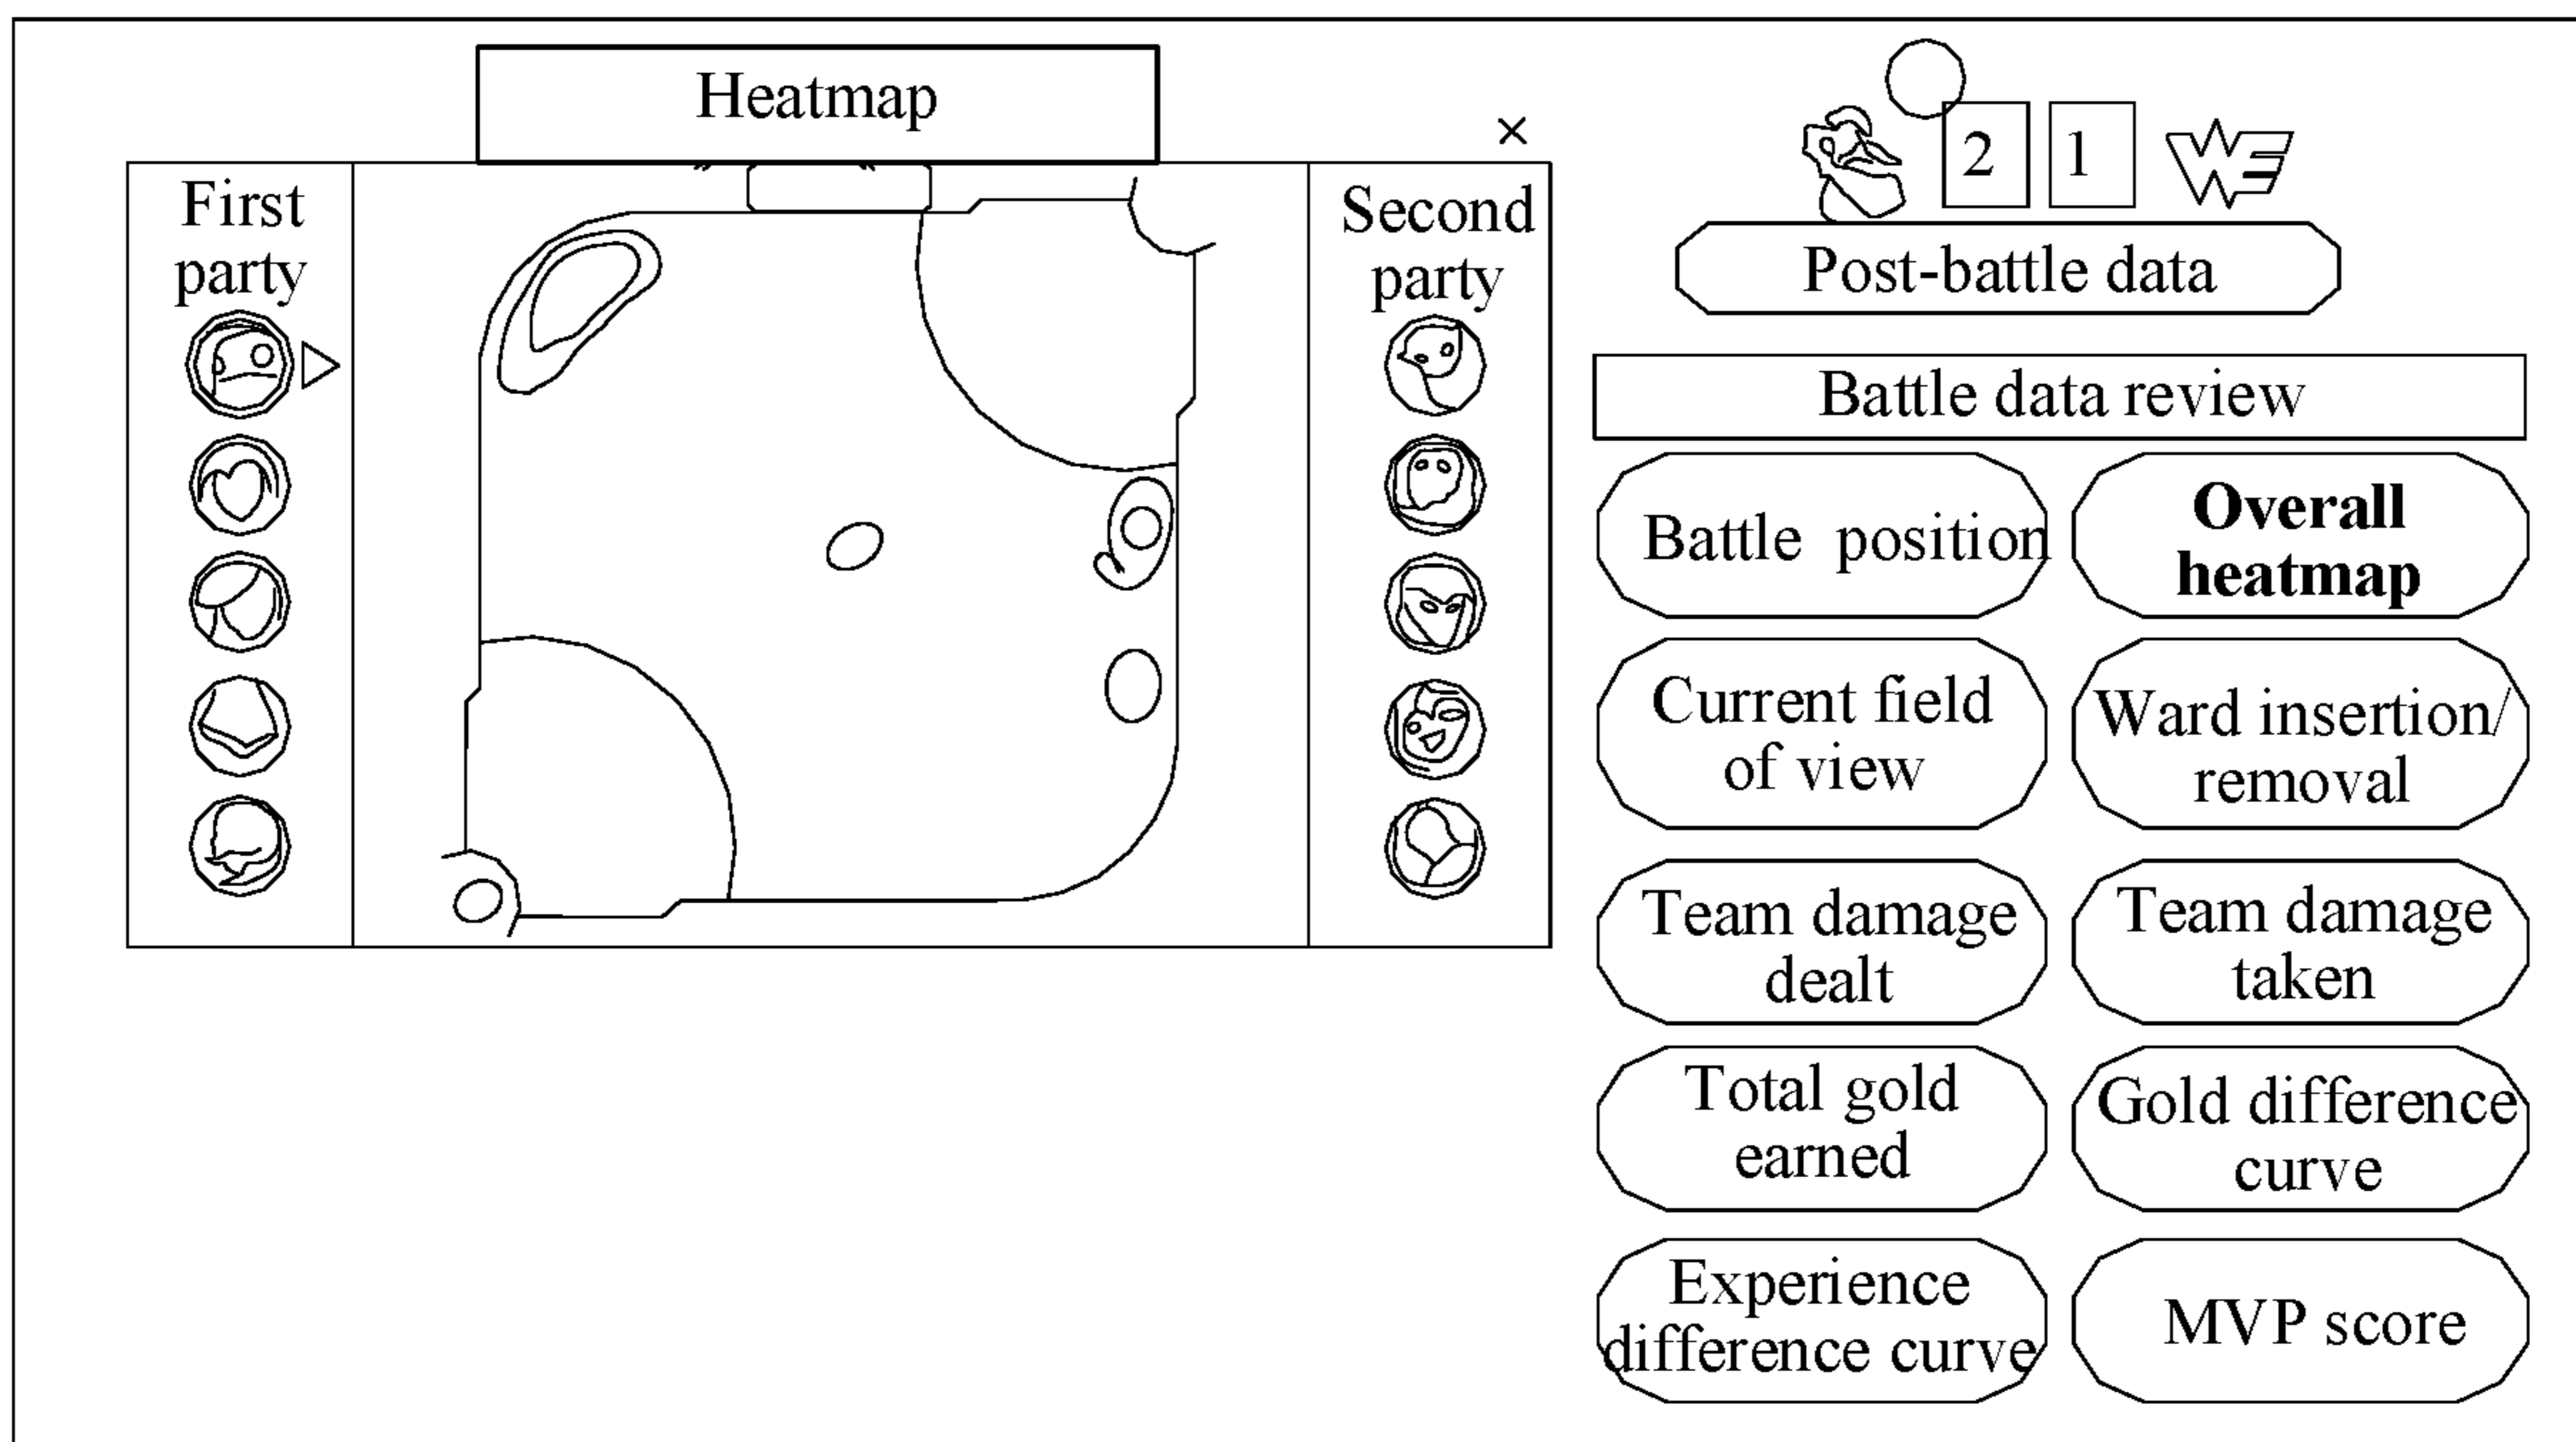 Heatmap
×
First
party
Second
party
2 1 WE
Post-battle data
Battle data review
Battle position
Overall
heatmap
Current field
of view
Ward insertion/
removal
Team damage
dealt
Team damage
taken
Total gold
earned
Gold difference
curve
Experience
difference curve
MVP score